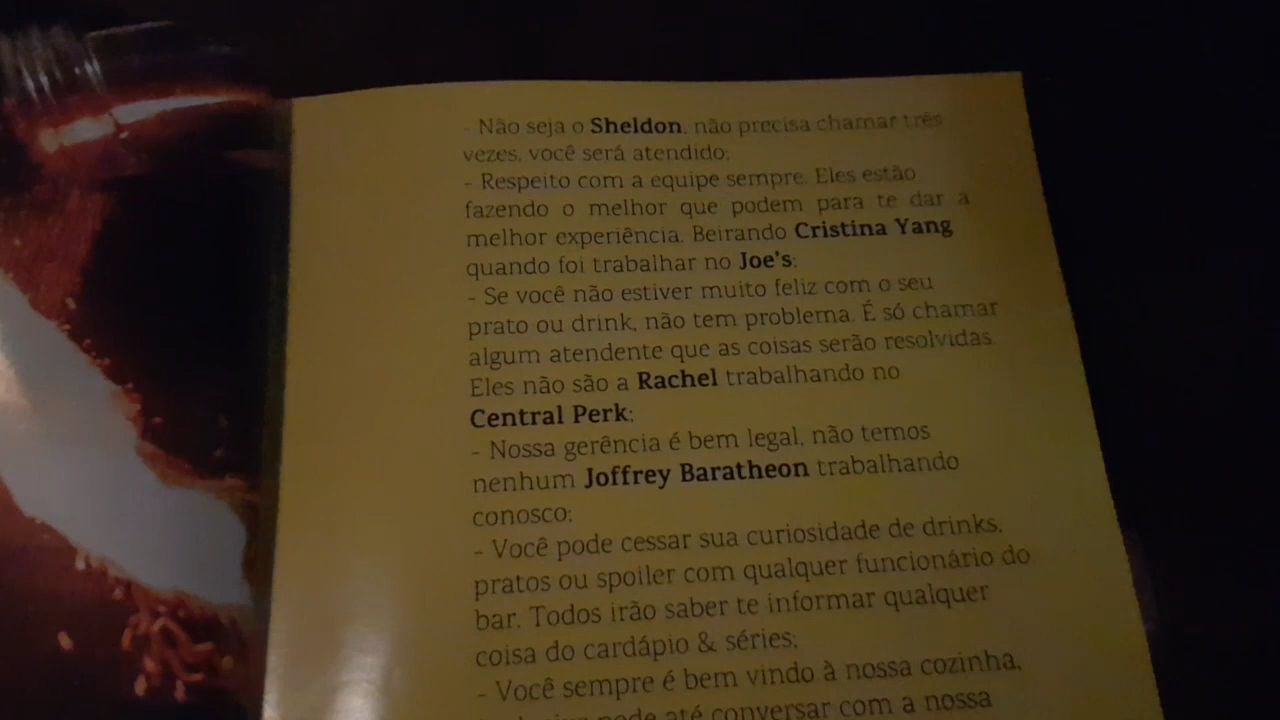 - Não seja o Sheldon, não precisa chamar três
vezes, você será atendido;
- Respeito com a equipe sempre. Eles estão
fazendo o melhor que podem para te dar a
melhor experiência. Beirando Cristina Yang
quando foi trabalhar no Joe's;
- Se você não estiver muito feliz com o seu
prato ou drink, não tem problema. É só chamar
algum atendente que as coisas serão resolvidas.
Eles não são a Rachel trabalhando no
Central Perk;
- Nossa gerência é bem legal, não temos
nenhum Joffrey Baratheon trabalhando
conosco;
- Você pode cessar sua curiosidade de drinks,
pratos ou spoiler com qualquer funcionário do
bar. Todos irão saber te informar qualquer
coisa do cardápio & séries;
- Você sempre é bem vindo à nossa cozinha,
pode até conversar com a nossa